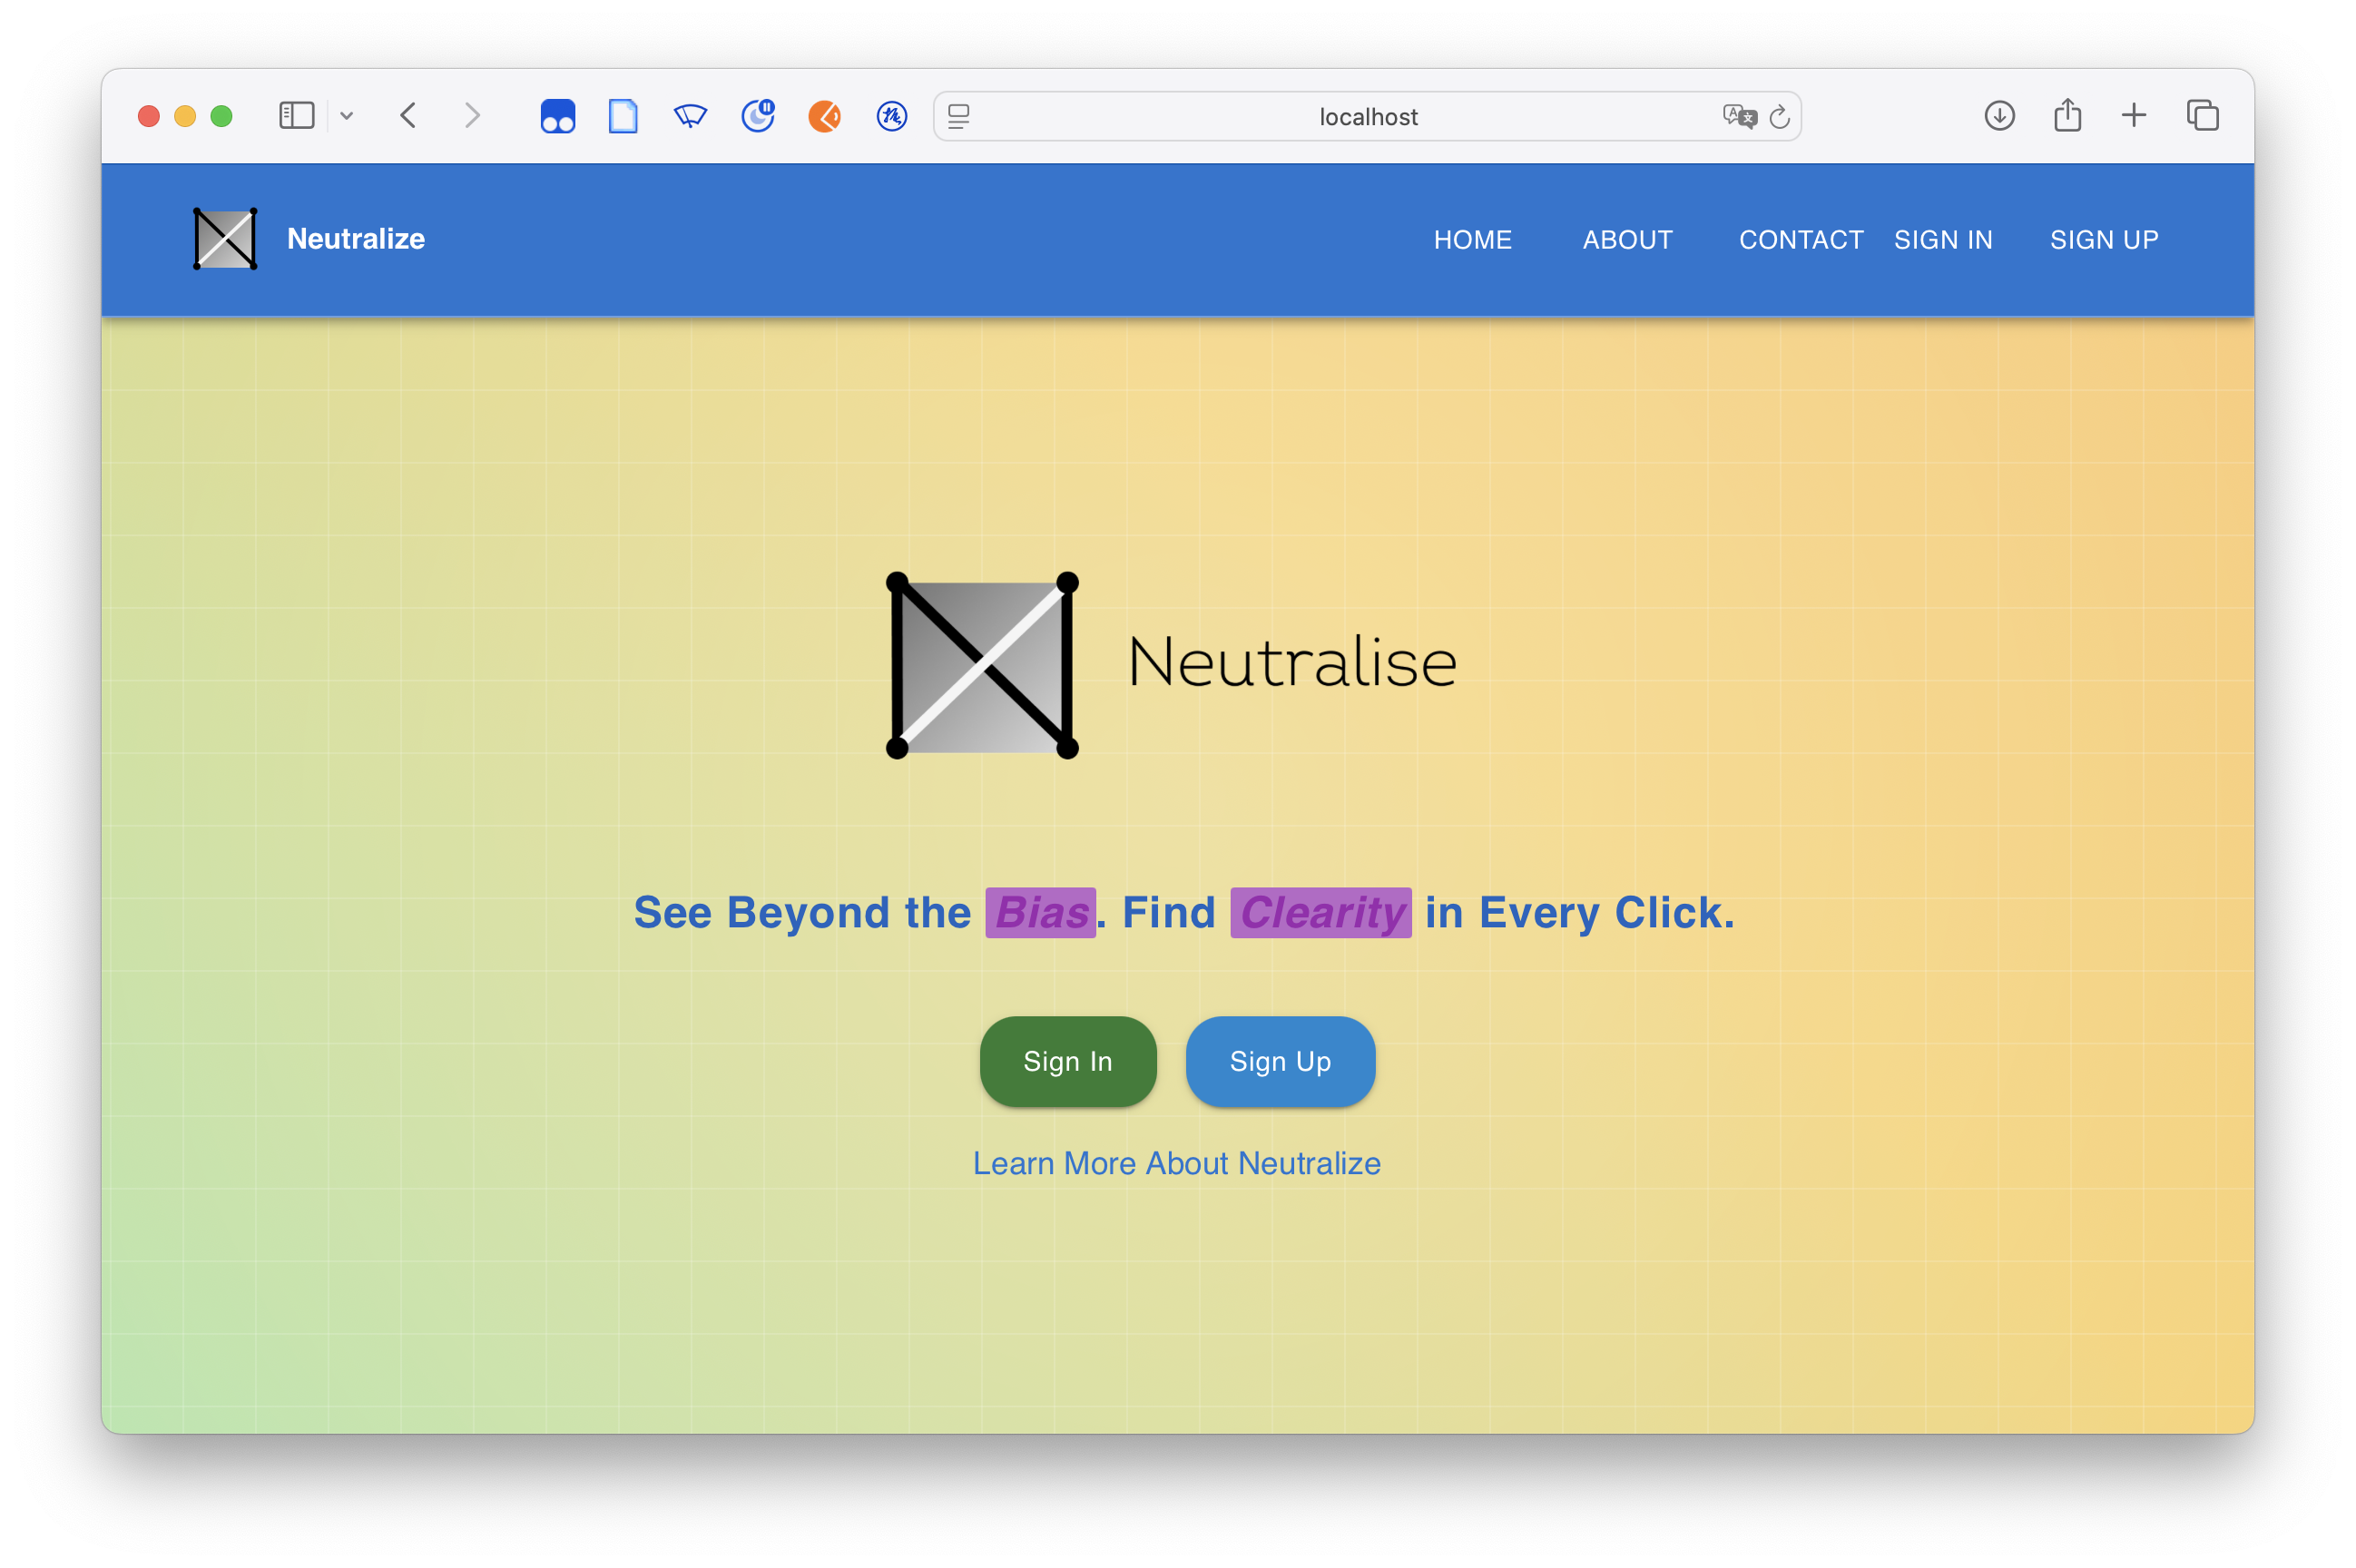 localhost
Neutralize
HOME ABOUT CONTACT SIGN IN SIGN UP
Neutralise
See Beyond the Bias. Find Clearity in Every Click.
Sign In Sign Up
Learn More About Neutralize